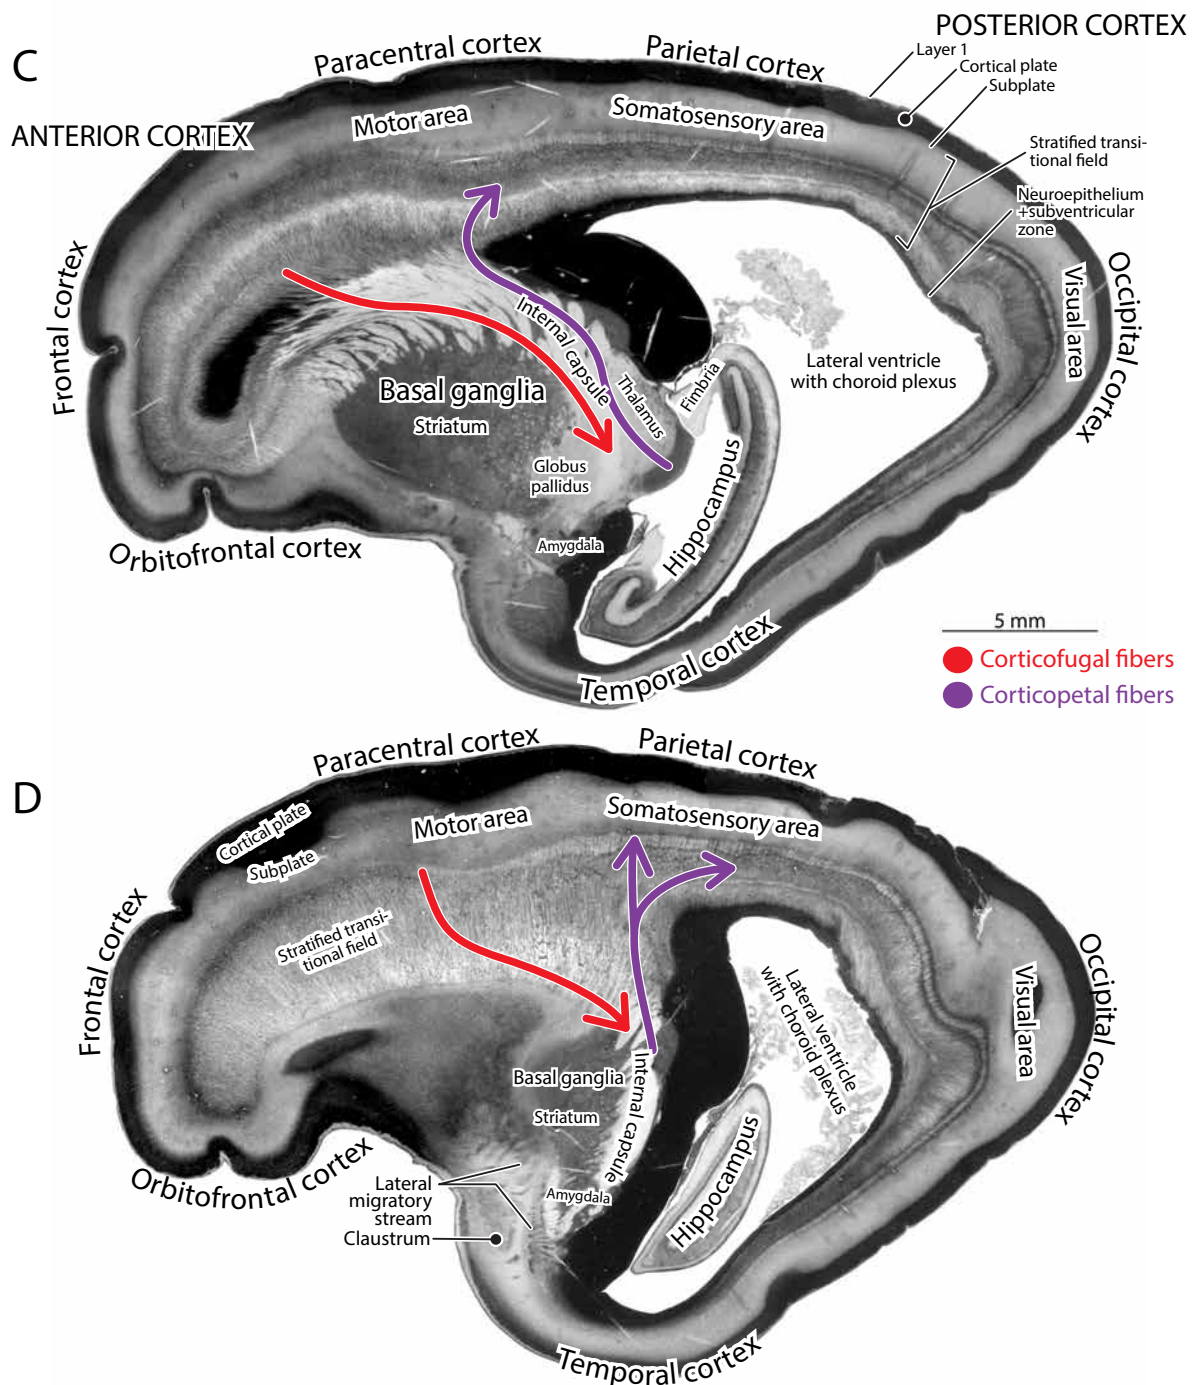 C
POSTERIOR CORTEX
Paracentral cortex
Parietal cortex
Layer 1
Cortical plate
Subplate
ANTERIOR CORTEX
Motor area
Somatosensory area
Stratified transi-
tional field
Neuroepithelium
+subventricular
zone
Frontal cortex
Visual area
Occipital cortex
Internal capsule
Thalamus
Fimbria
Lateral ventricle
with choroid plexus
Basal ganglia
Striatum
Globus
pallidus
Amygdala
Hippocampus
Orbitofrontal cortex
Temporal cortex
5 mm
Corticofugal fibers
Corticopetal fibers
D
Paracentral cortex
Parietal cortex
Cortical plate
Subplate
Motor area
Somatosensory area
Stratified transi-
tional field
Frontal cortex
Lateral ventricle
with choroid plexus
Visual area
Occipital cortex
Basal ganglia
Striatum
Internal capsule
Amygdala
Hippocampus
Orbitofrontal cortex
Lateral
migratory
stream
Claustrum
Temporal cortex